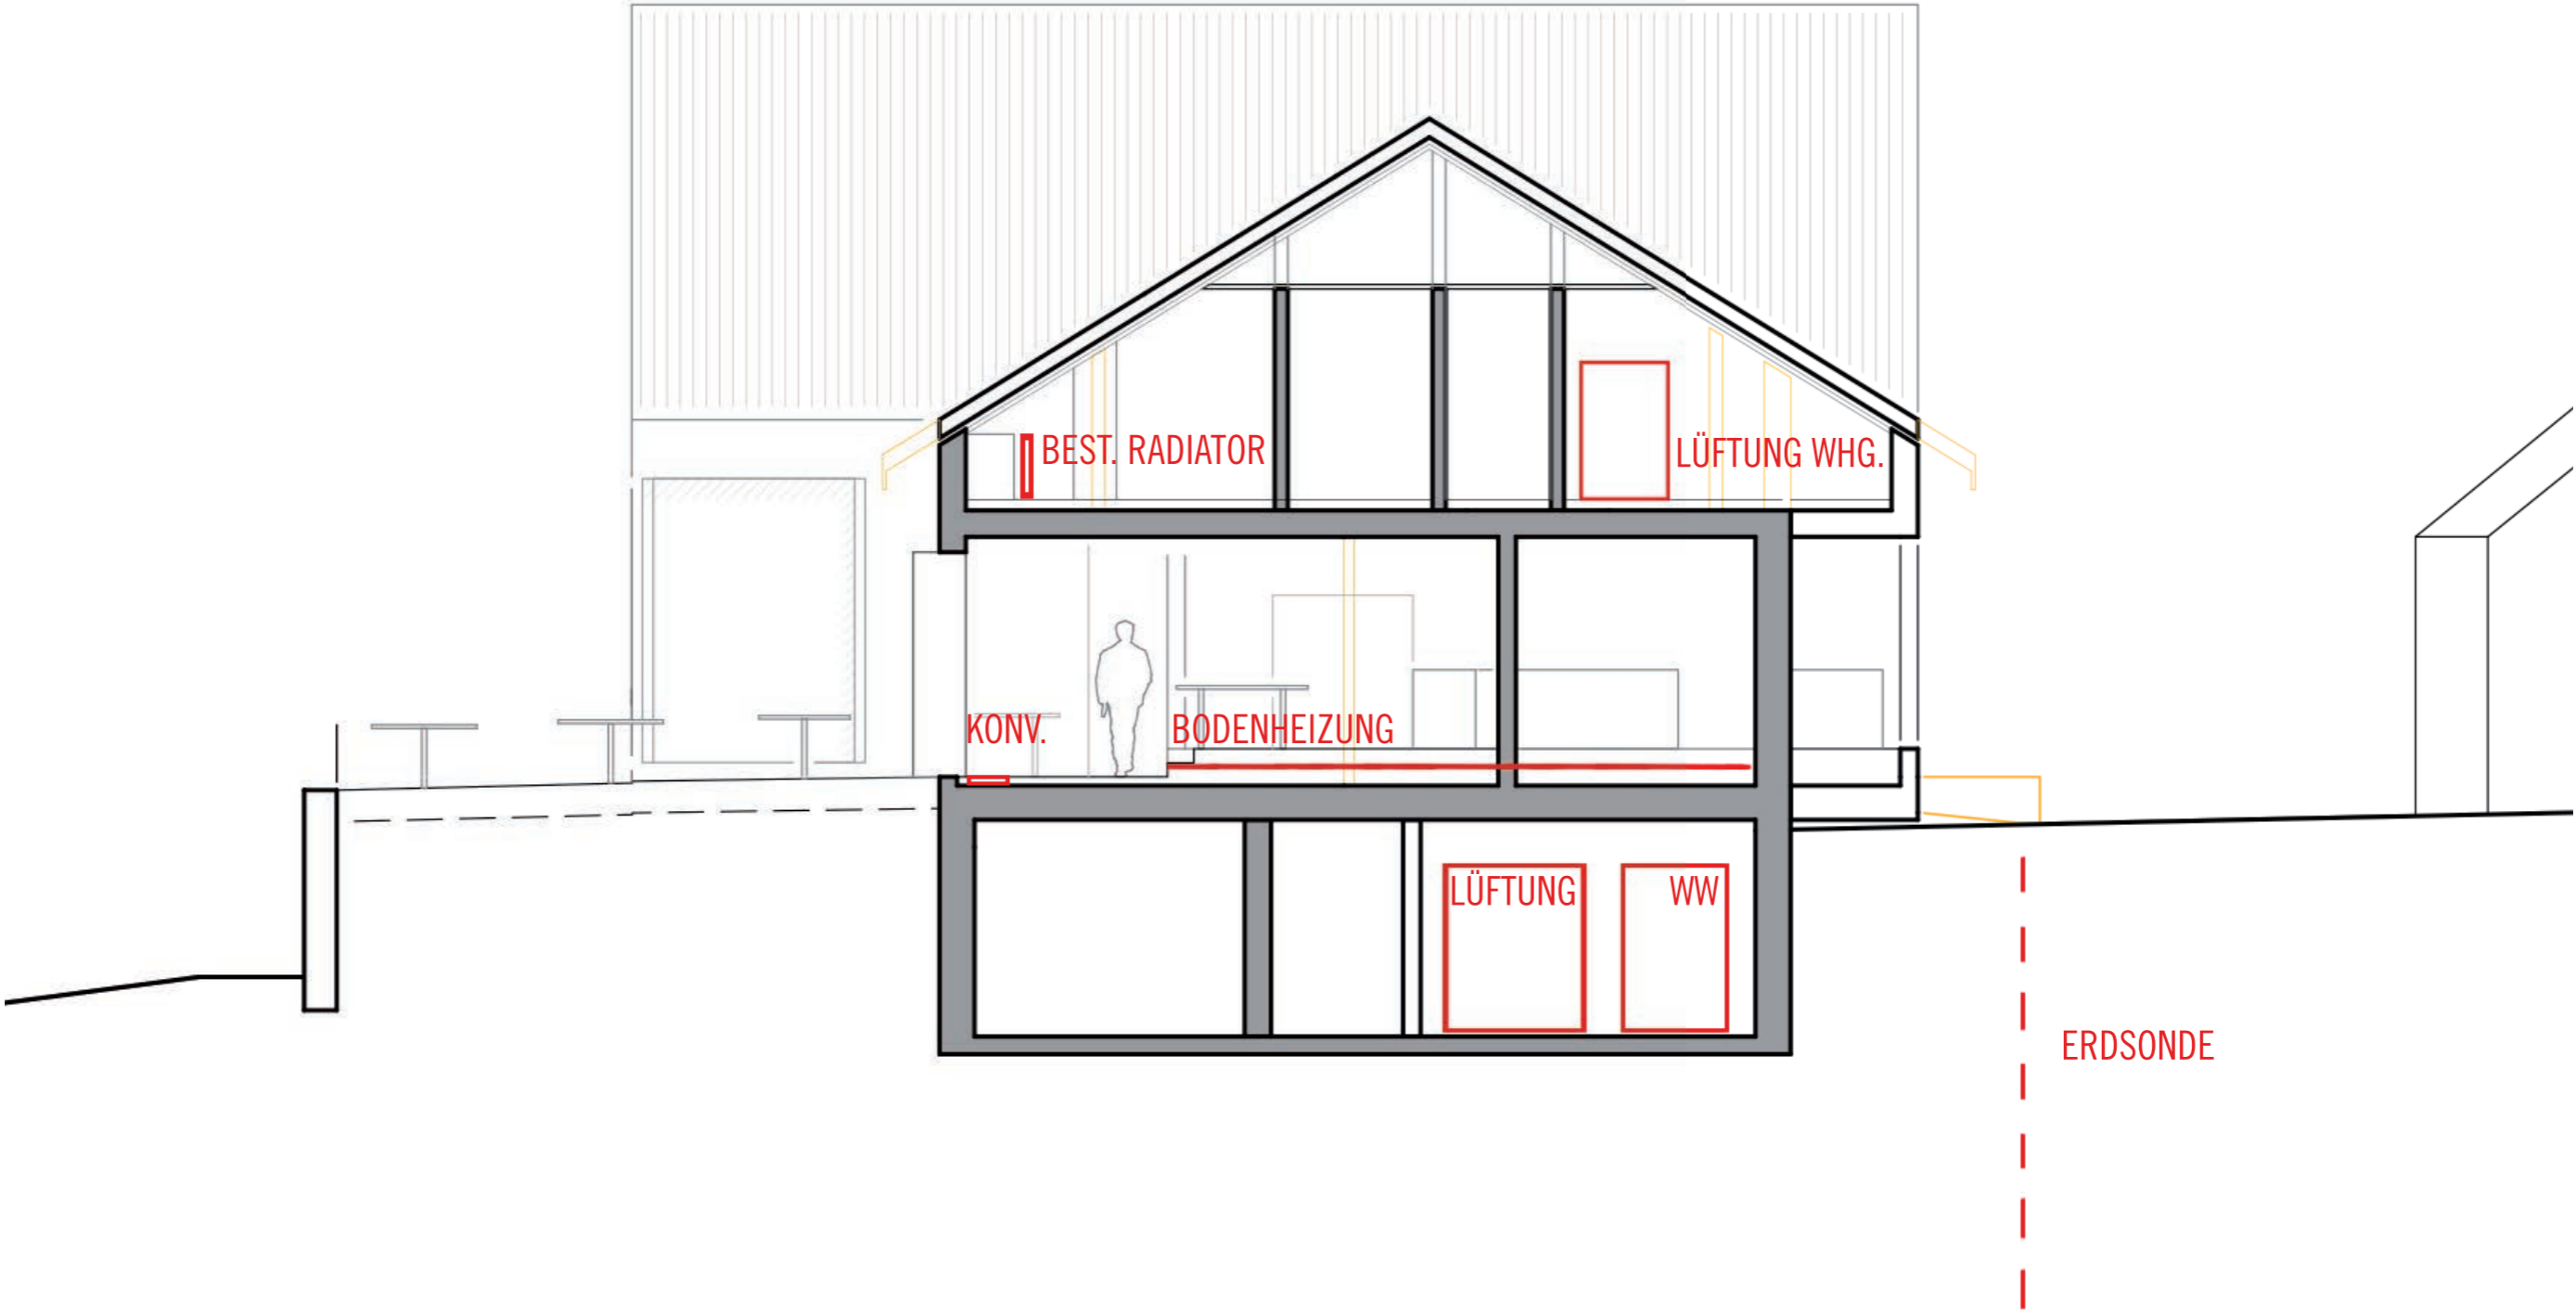 BEST. RADIATOR
LÜFTUNG WHG.
KONV.
BODENHEIZUNG
LÜFTUNG
WW
ERDSONDE